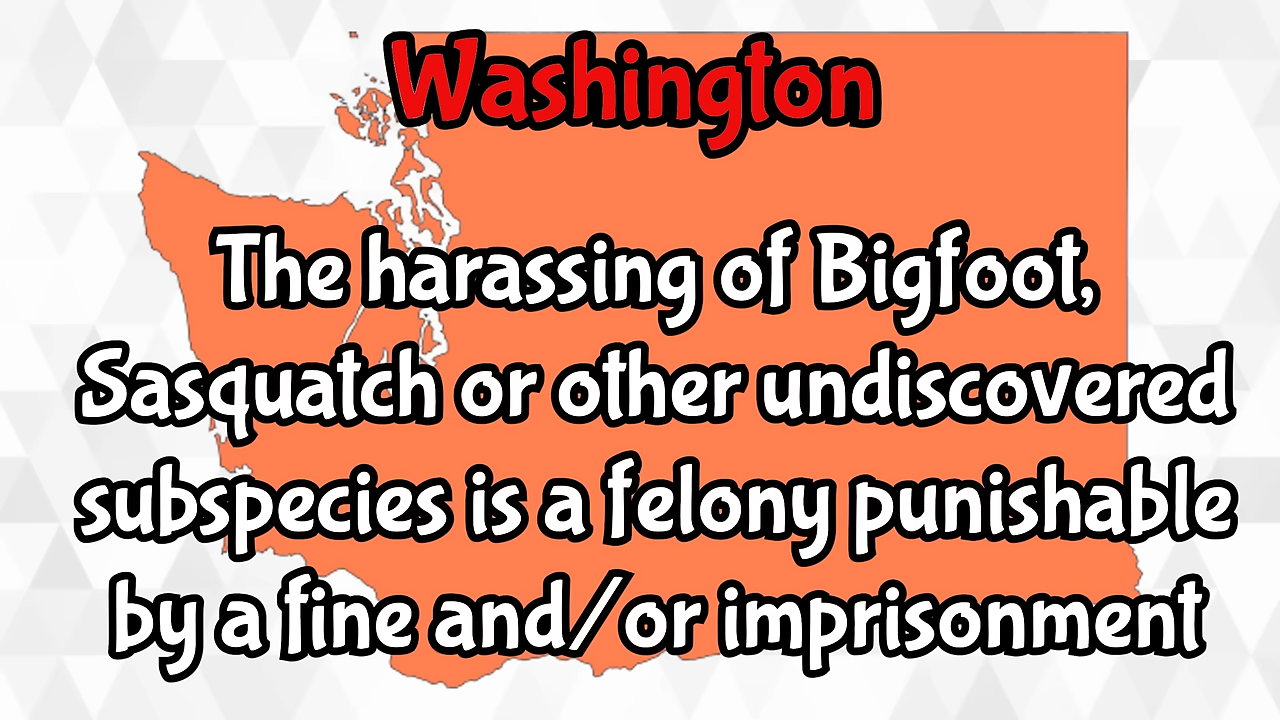 Washington
The harassing of Bigfoot,
Sasquatch or other undiscovered
subspecies is a felony punishable
by a fine and/or imprisonment